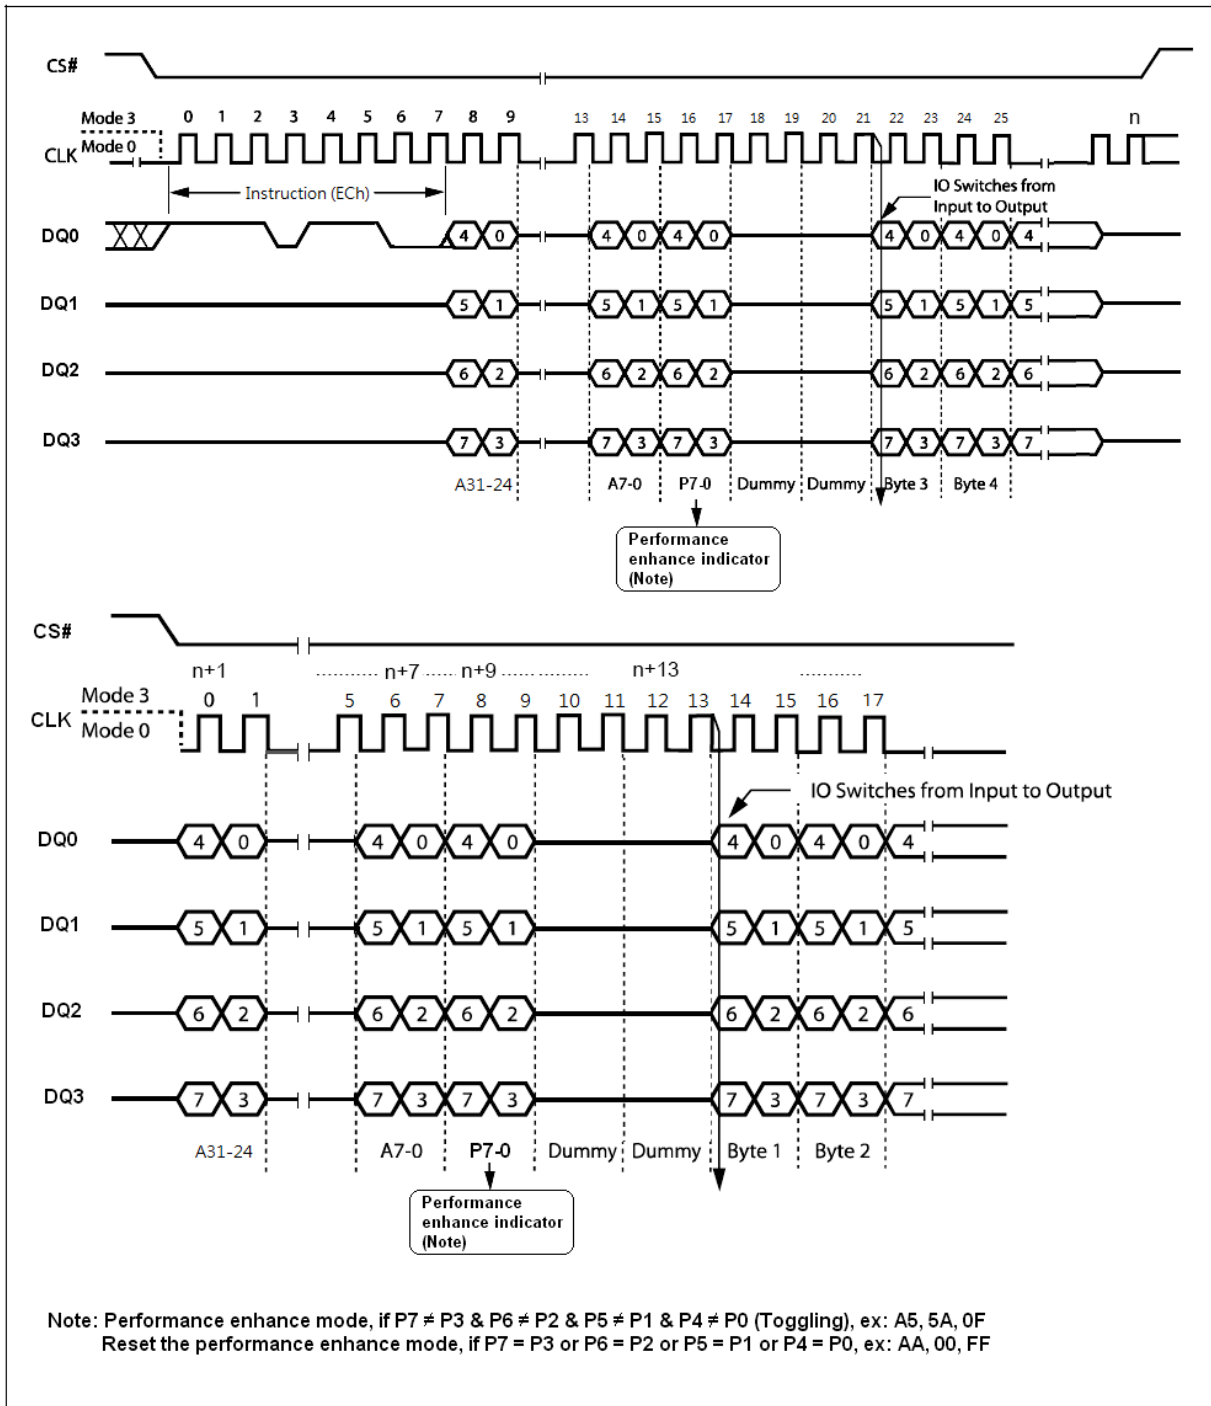 CS#
Mode 3
0 1 2 3 4 5 6 7 8 9 13 14 15 16 17 18 19 20 21 22 23 24 25 n
CLK Mode 0
Instruction (ECh)
IO Switches from
Input to Output
DQ0 4 0 4 0 4 0 4 0 4 0 4
DQ1 5 1 5 1 5 1 5 1 5 1 5
DQ2 6 2 6 2 6 2 6 2 6 2 6
DQ3 7 3 7 3 7 3 7 3 7 3 7
A31-24 A7-0 P7-0 Dummy Dummy Byte 3 Byte 4
Performance
enhance indicator
(Note)
CS#
n+1 n+7 n+9 n+13
Mode 3 0 1 5 6 7 8 9 10 11 12 13 14 15 16 17
CLK
Mode 0
IO Switches from Input to Output
DQ0 4 0 4 0 4 0 4 0 4 0 4
DQ1 5 1 5 1 5 1 5 1 5 1 5
DQ2 6 2 6 2 6 2 6 2 6 2 6
DQ3 7 3 7 3 7 3 7 3 7 3 7
A31-24 A7-0 P7-0 Dummy Dummy Byte 1 Byte 2
Performance
enhance indicator
(Note)
Note: Performance enhance mode, if P7 ≠ P3 & P6 ≠ P2 & P5 ≠ P1 & P4 ≠ P0 (Toggling), ex: A5, 5A, 0F
Reset the performance enhance mode, if P7 = P3 or P6 = P2 or P5 = P1 or P4 = P0, ex: AA, 00, FF